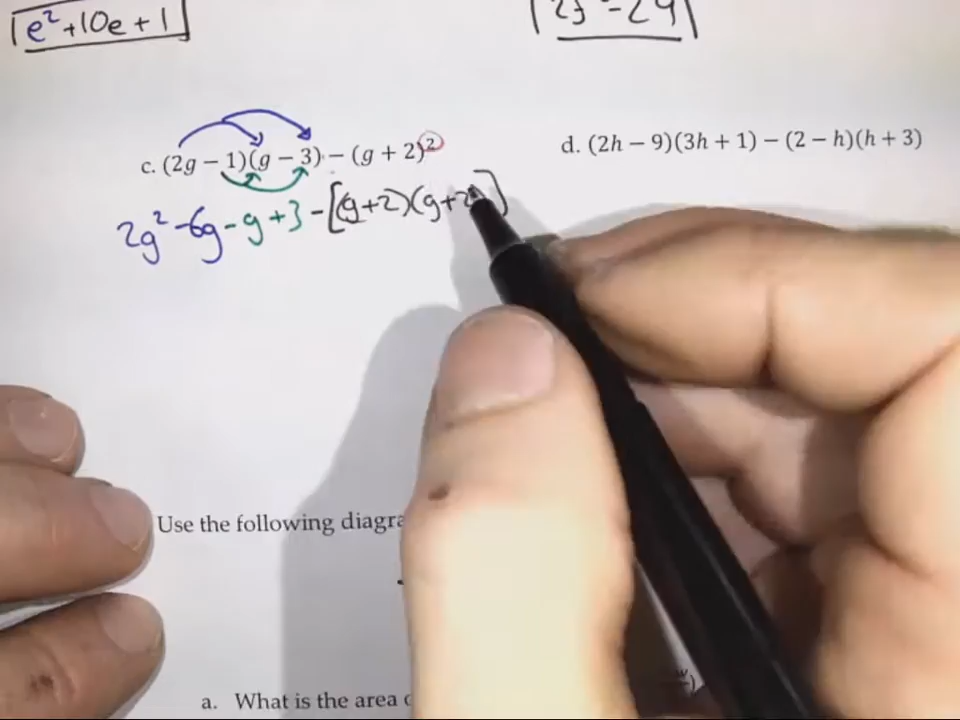 e² + 10e + 1
c. (2g − 1)(g − 3) − (g + 2)²
2g² − 6g − g + 3 − [(g+2)(g+2)]
d. (2h − 9)(3h + 1) − (2 − h)(h + 3)
Use the following
a. What is the area